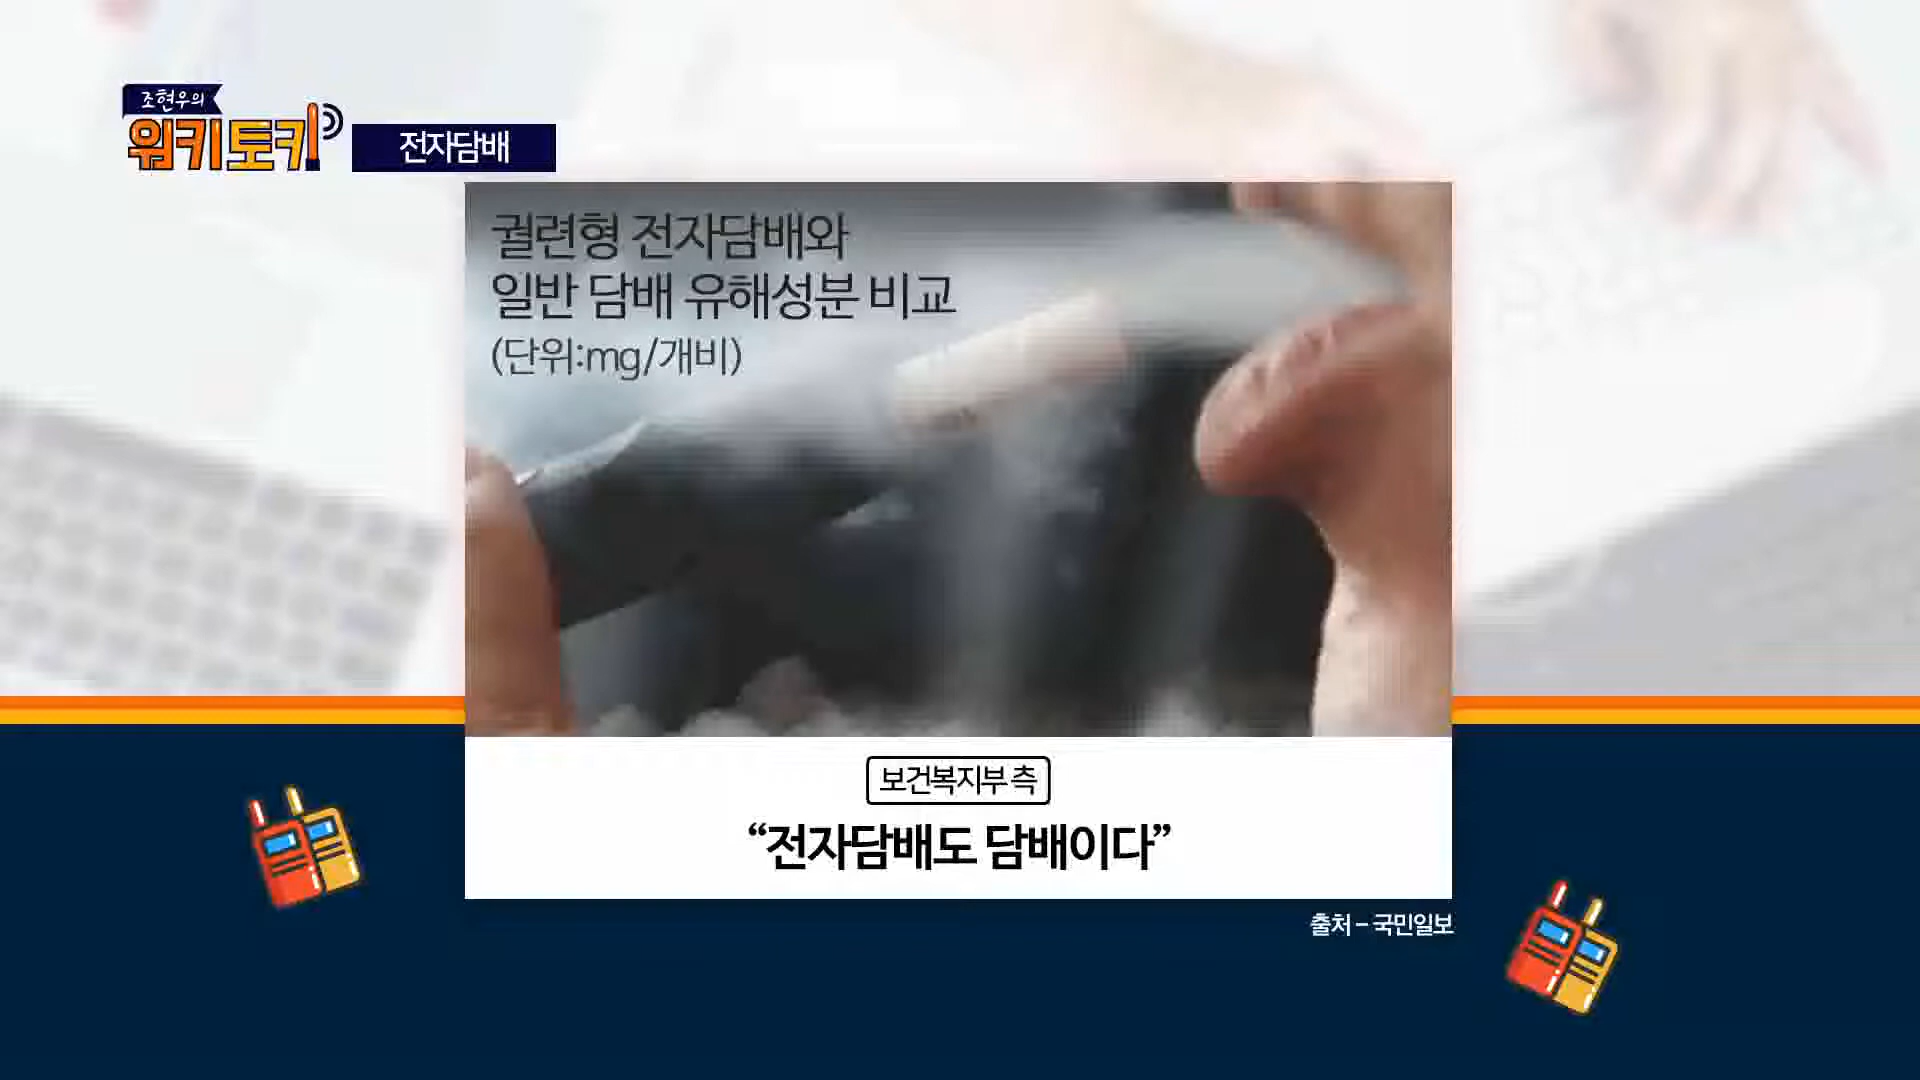 조현우의
워키토키
전자담배
궐련형 전자담배와
일반 담배 유해성분 비교
(단위:mg/개비)
보건복지부 측
“전자담배도 담배이다”
출처 – 국민일보